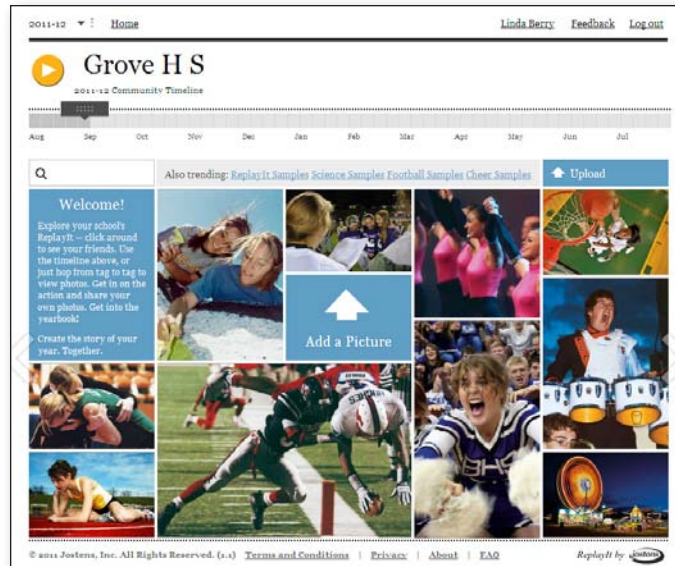 2011-12 Home Linda Berry Feedback Log out
Grove H S
2011-12 Community Timeline
Aug Sep Oct Nov Dec Jan Feb Mar Apr May Jun Jul
Also trending: ReplayIt Samples Science Samples Football Samples Cheer Samples
Upload
Welcome!
Explore your school's
ReplayIt — click around
to see your friends. Use
the timeline above, or
just hop from tag to tag to
view photos. Get in on the
action and share your
own photos. Get into the
yearbook!
Create the story of your
year. Together.
Add a Picture
BHS
© 2011 Jostens, Inc. All Rights Reserved. (1.1) Terms and Conditions | Privacy | About | FAQ
ReplayIt by Jostens